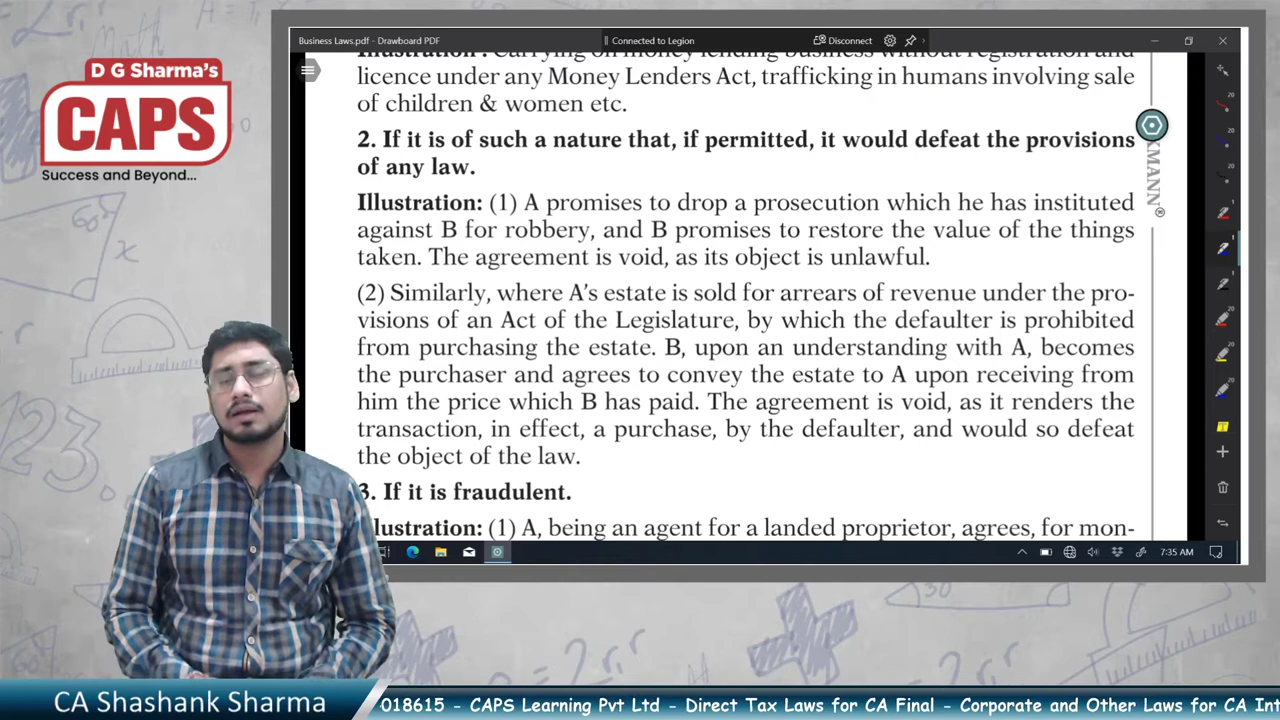 D G Sharma's
CAPS
Success and Beyond...
Business Laws.pdf - Drawboard PDF
Connected to Legion
Disconnect
licence under any Money Lenders Act, trafficking in humans involving sale
of children & women etc.
2. If it is of such a nature that, if permitted, it would defeat the provisions
of any law.
Illustration: (1) A promises to drop a prosecution which he has instituted
against B for robbery, and B promises to restore the value of the things
taken. The agreement is void, as its object is unlawful.
(2) Similarly, where A's estate is sold for arrears of revenue under the pro-
visions of an Act of the Legislature, by which the defaulter is prohibited
from purchasing the estate. B, upon an understanding with A, becomes
the purchaser and agrees to convey the estate to A upon receiving from
him the price which B has paid. The agreement is void, as it renders the
transaction, in effect, a purchase, by the defaulter, and would so defeat
the object of the law.
3. If it is fraudulent.
lustration: (1) A, being an agent for a landed proprietor, agrees, for mon-
XMANN
7:35 AM
CA Shashank Sharma
018615 - CAPS Learning Pvt Ltd - Direct Tax Laws for CA Final - Corporate and Other Laws for CA Int